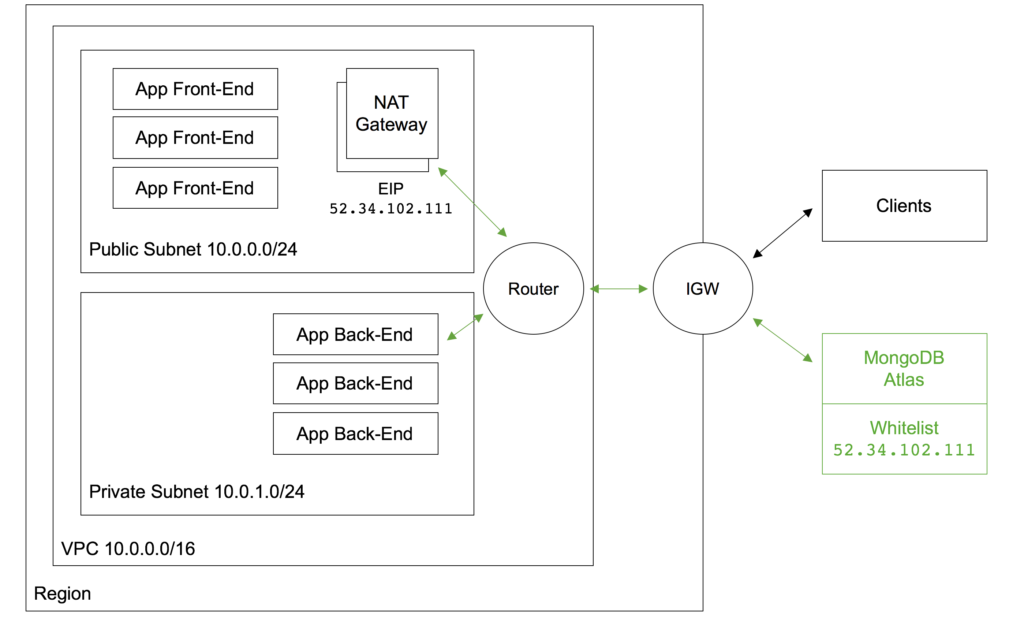 App Front-End
App Front-End
App Front-End
NAT
Gateway
EIP
52.34.102.111
Public Subnet 10.0.0.0/24
Router
IGW
Clients
App Back-End
App Back-End
App Back-End
Private Subnet 10.0.1.0/24
MongoDB
Atlas
Whitelist
52.34.102.111
VPC 10.0.0.0/16
Region